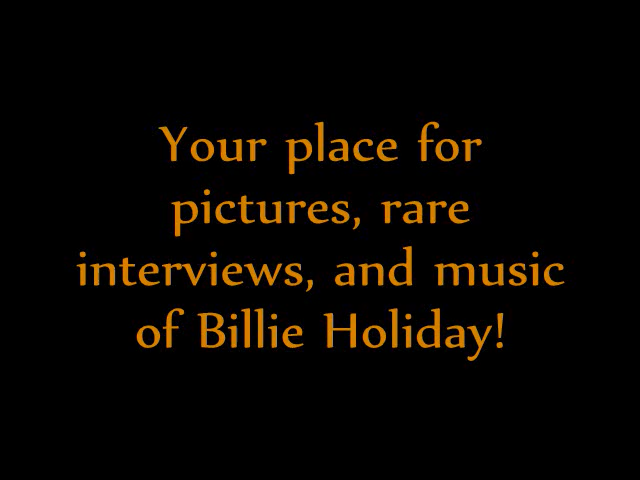 Your place for
pictures, rare
interviews, and music
of Billie Holiday!